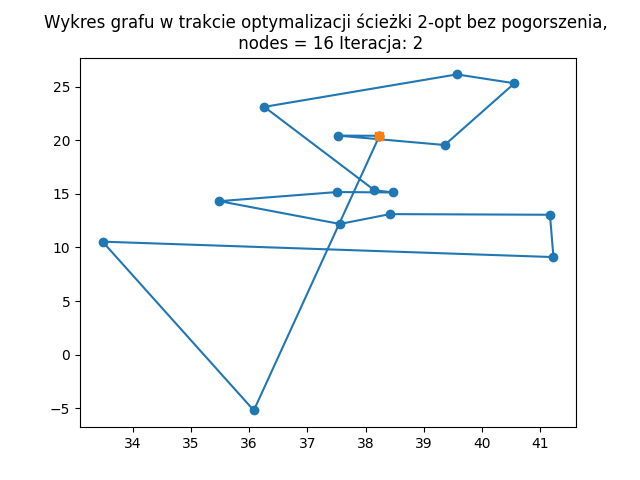 Wykres grafu w trakcie optymalizacji ścieżki 2-opt bez pogorszenia,
nodes = 16 Iteracja: 2
25
20
15
10
5
0
−5
34 35 36 37 38 39 40 41